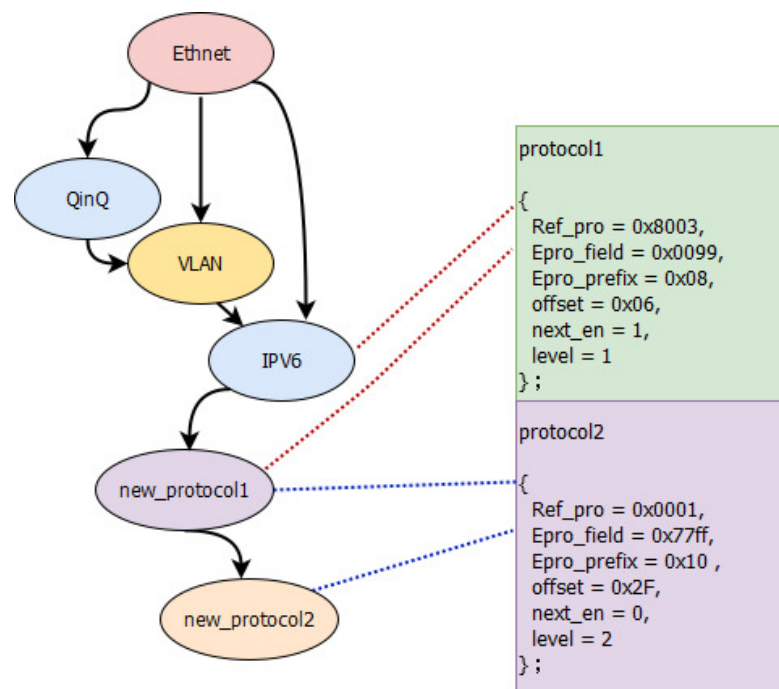 Ethnet
QinQ
VLAN
IPV6
new_protocol1
new_protocol2
protocol1
{
Ref_pro = 0x8003,
Epro_field = 0x0099,
Epro_prefix = 0x08,
offset = 0x06,
next_en = 1,
level = 1
};
protocol2
{
Ref_pro = 0x0001,
Epro_field = 0x77ff,
Epro_prefix = 0x10 ,
offset = 0x2F,
next_en = 0,
level = 2
};